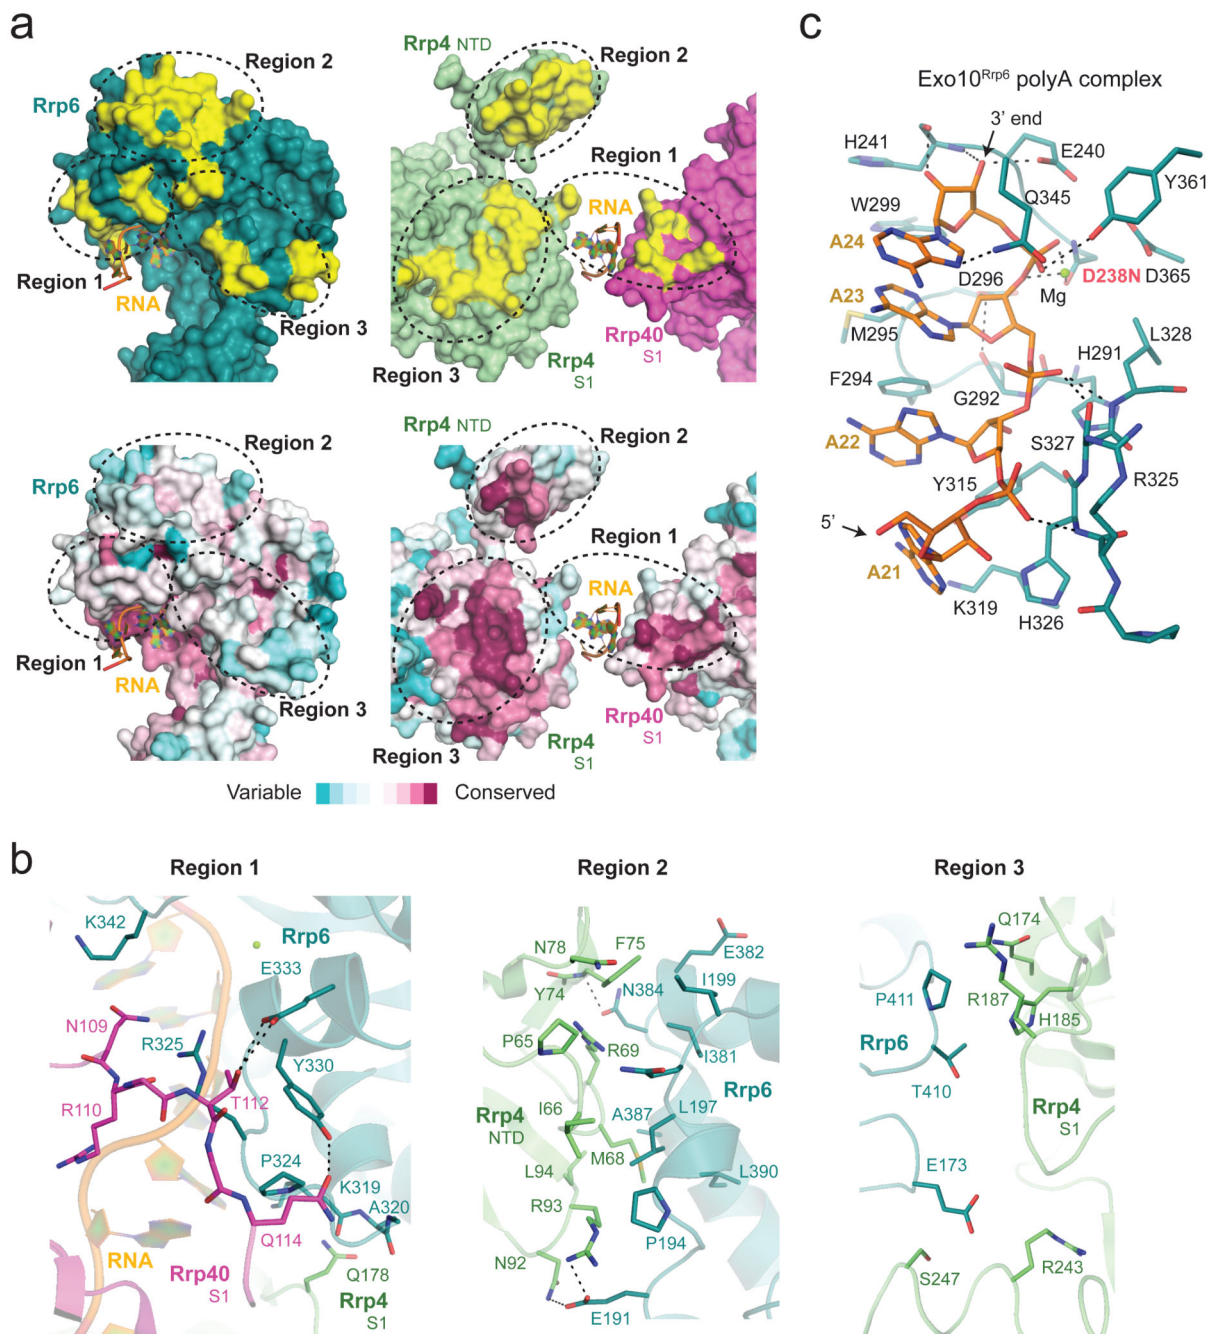 a
Rrp6
Region 2
Region 1
RNA
Region 3
Rrp4 NTD
Region 2
Region 1
RNA
Rrp40
S1
Region 3
Rrp4
S1
Rrp6
Region 2
Region 1
RNA
Region 3
Rrp4 NTD
Region 2
Region 1
RNA
Rrp40
S1
Region 3
Rrp4
S1
Variable
Conserved
c
Exo10Rrp6 polyA complex
3’ end
H241
E240
Q345
Y361
W299
A24
D296
D238N
D365
Mg
A23
M295
L328
H291
F294
G292
A22
S327
Y315
R325
5’
A21
K319
H326
b
Region 1
K342
Rrp6
E333
N109
R325
Y330
R110
T112
P324
K319
A320
Q114
RNA
Rrp40
S1
Q178
Rrp4
S1
Region 2
N78
F75
E382
I199
Y74
N384
P65
R69
I381
Rrp6
I66
A387
L197
Rrp4
NTD
M68
L94
L390
R93
P194
N92
E191
Region 3
Q174
P411
R187
H185
Rrp6
T410
Rrp4
S1
E173
S247
R243